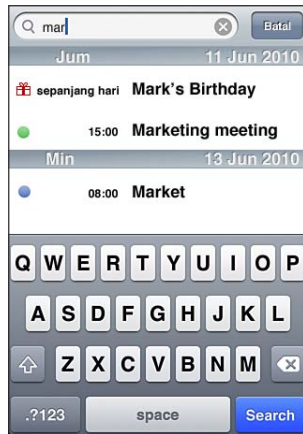 mar Batal
Jum 11 Jun 2010
sepanjang hari Mark's Birthday
15:00 Marketing meeting
Min 13 Jun 2010
08:00 Market
Q W E R T Y U I O P
A S D F G H J K L
Z X C V B N M
.?123 space Search